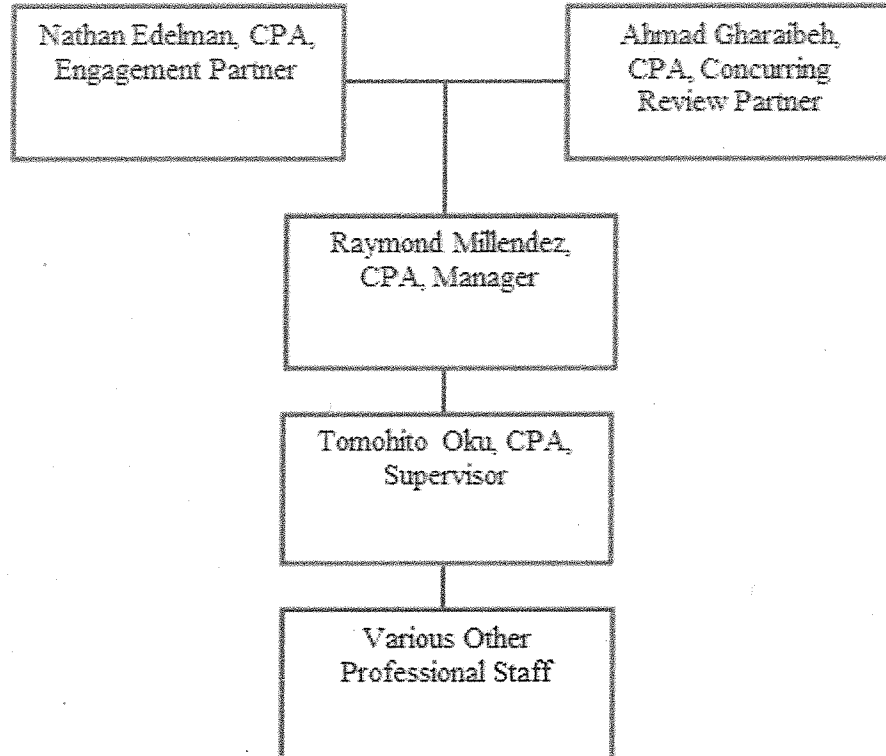 Nathan Edelman, CPA,
Engagement Partner
Ahmad Gharaibeh,
CPA, Concurring
Review Partner
Raymond Millendez,
CPA, Manager
Tomohito Oku, CPA,
Supervisor
Various Other
Professional Staff